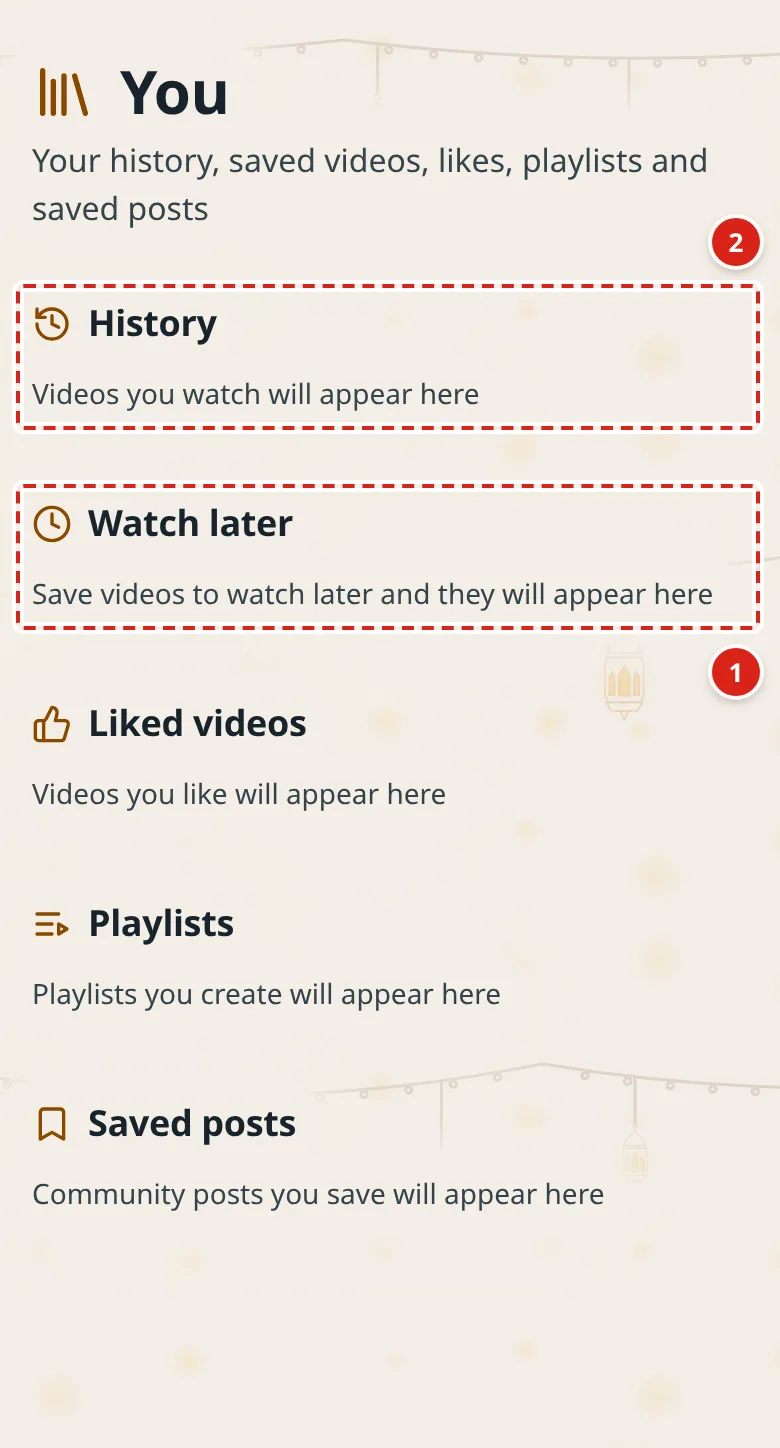 You
Your history, saved videos, likes, playlists and
saved posts
2
History
Videos you watch will appear here
Watch later
Save videos to watch later and they will appear here
1
Liked videos
Videos you like will appear here
Playlists
Playlists you create will appear here
Saved posts
Community posts you save will appear here